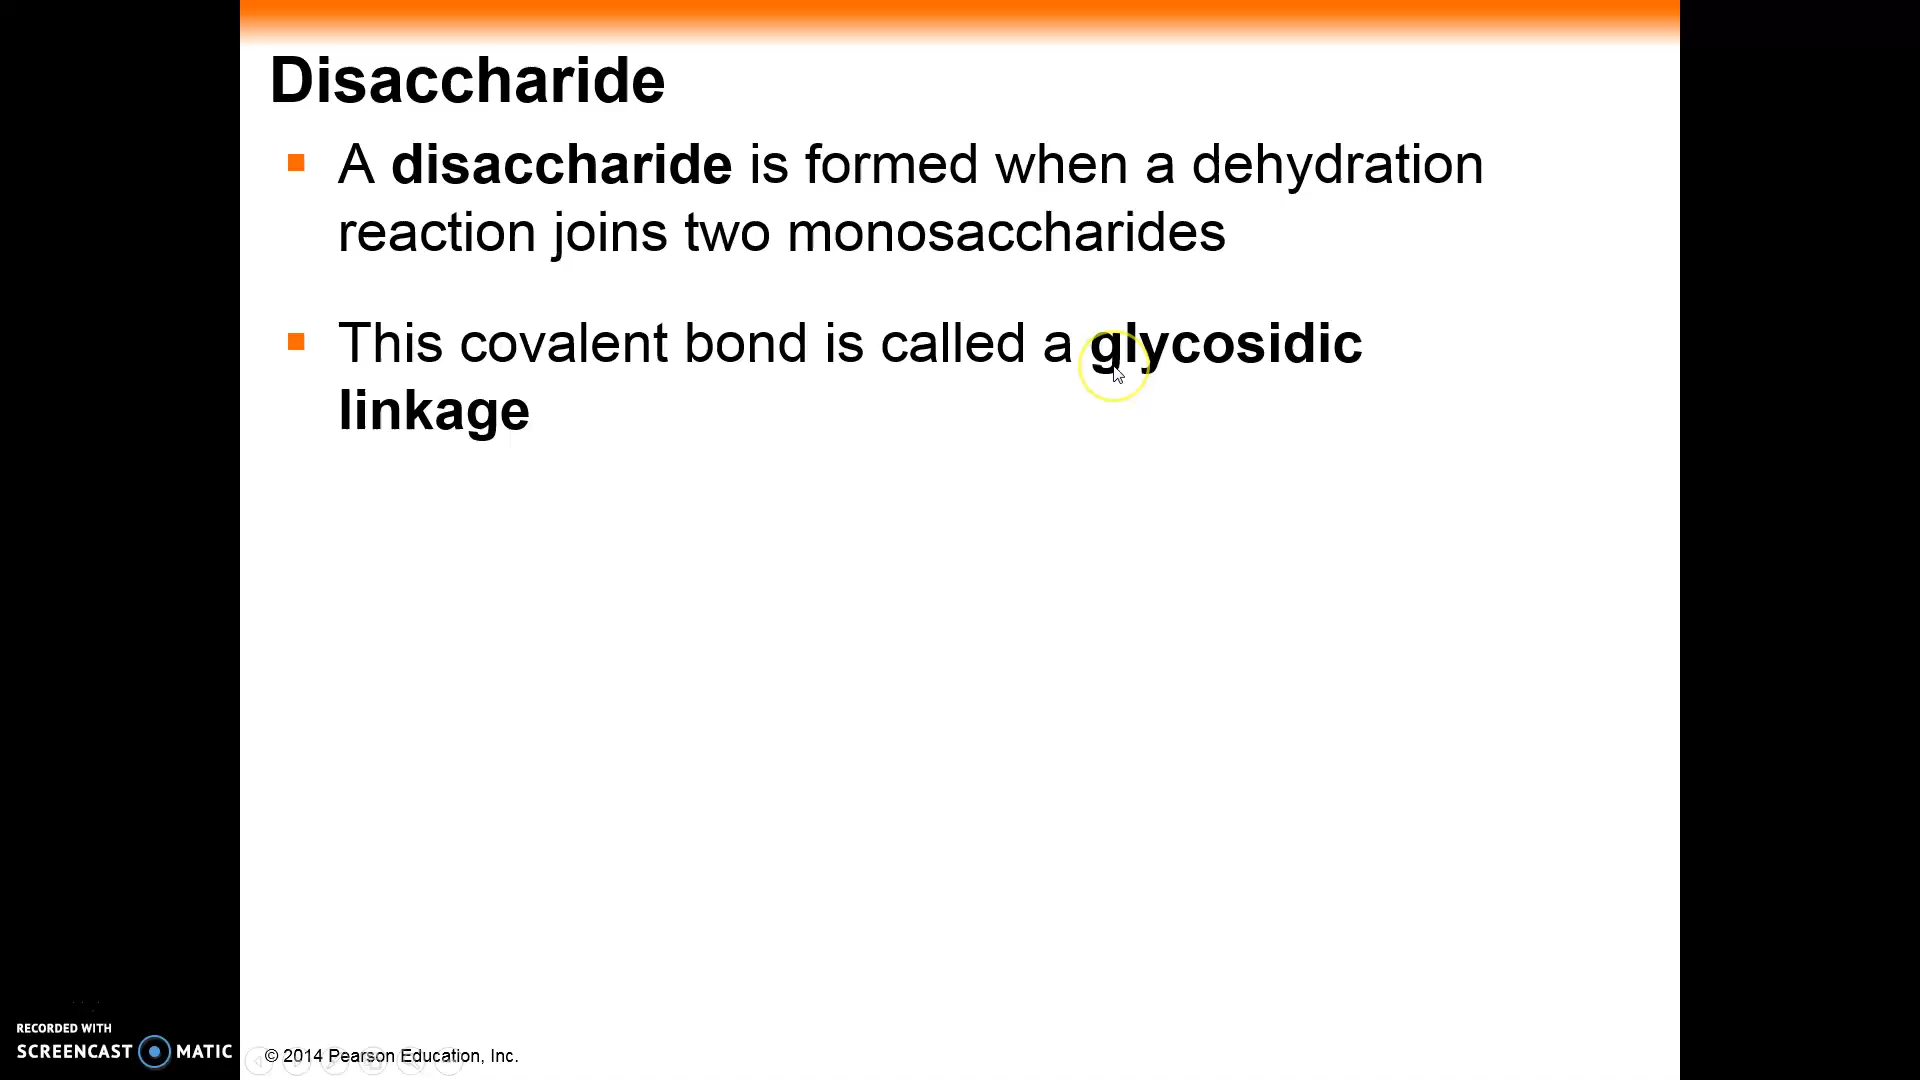 Disaccharide
A disaccharide is formed when a dehydration
reaction joins two monosaccharides
This covalent bond is called a glycosidic
linkage
RECORDED WITH
SCREENCAST MATIC
© 2014 Pearson Education, Inc.